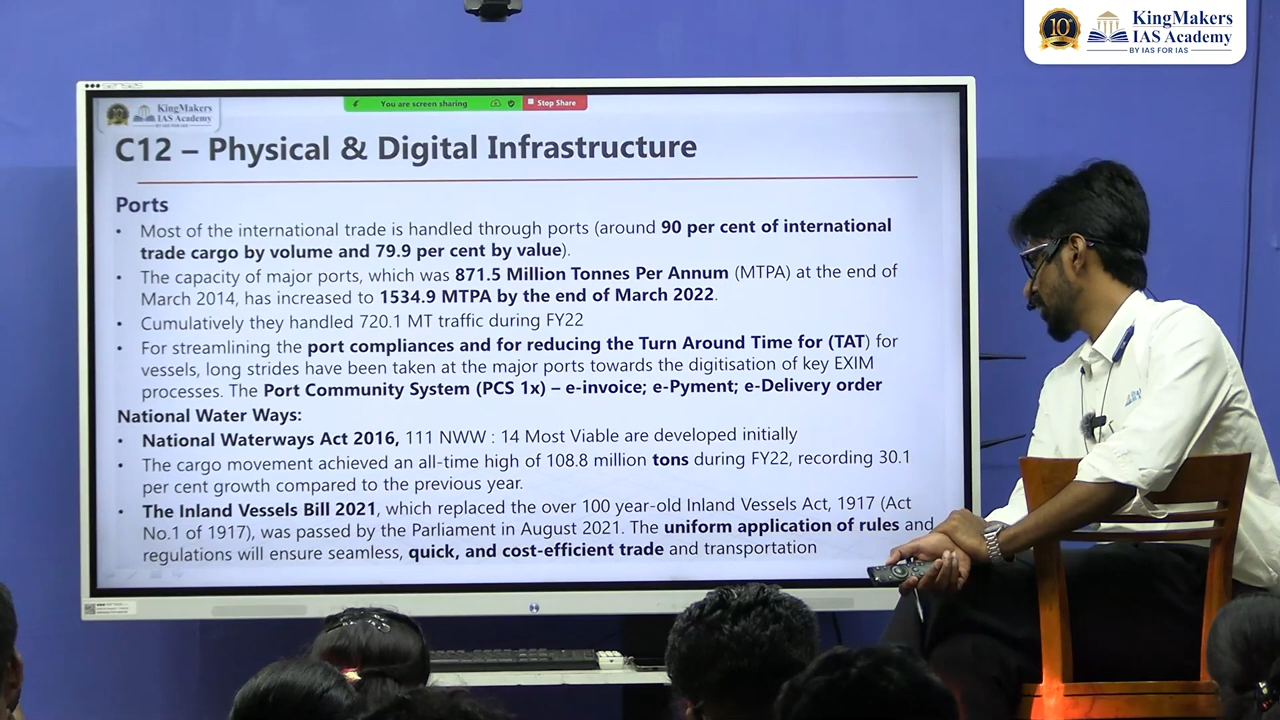 10
KingMakers
IAS Academy
BY IAS FOR IAS
KingMakers
IAS Academy
BY IAS FOR IAS
You are screen sharing
Stop Share
C12 – Physical & Digital Infrastructure
Ports
• Most of the international trade is handled through ports (around 90 per cent of international
trade cargo by volume and 79.9 per cent by value).
• The capacity of major ports, which was 871.5 Million Tonnes Per Annum (MTPA) at the end of
March 2014, has increased to 1534.9 MTPA by the end of March 2022.
• Cumulatively they handled 720.1 MT traffic during FY22
• For streamlining the port compliances and for reducing the Turn Around Time for (TAT) for
vessels, long strides have been taken at the major ports towards the digitisation of key EXIM
processes. The Port Community System (PCS 1x) – e-invoice; e-Pyment; e-Delivery order
National Water Ways:
• National Waterways Act 2016, 111 NWW : 14 Most Viable are developed initially
• The cargo movement achieved an all-time high of 108.8 million tons during FY22, recording 30.1
per cent growth compared to the previous year.
• The Inland Vessels Bill 2021, which replaced the over 100 year-old Inland Vessels Act, 1917 (Act
No.1 of 1917), was passed by the Parliament in August 2021. The uniform application of rules and
regulations will ensure seamless, quick, and cost-efficient trade and transportation